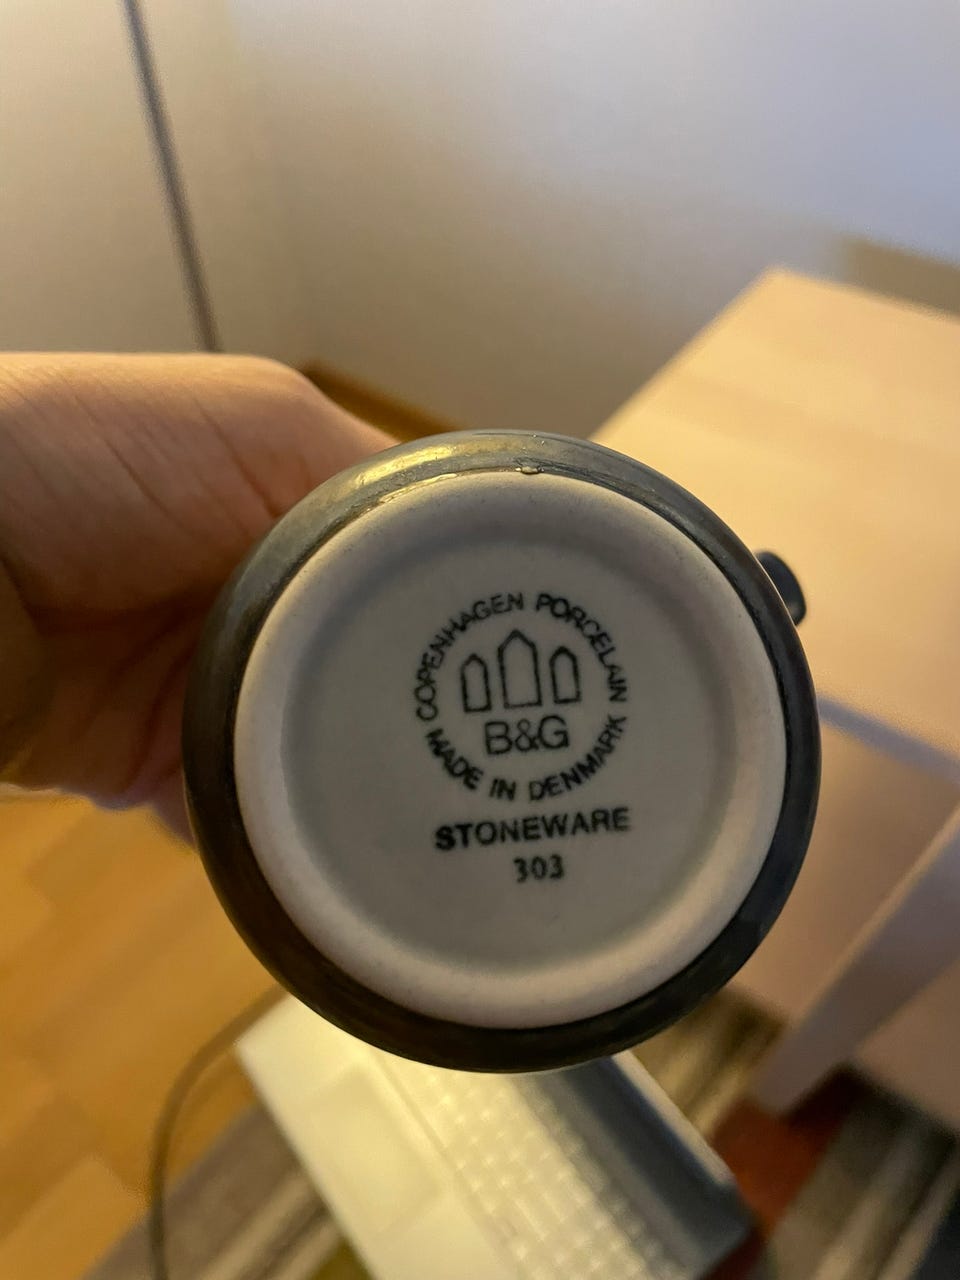 COPENHAGEN PORCELAIN
B&G
MADE IN DENMARK
STONEWARE
303